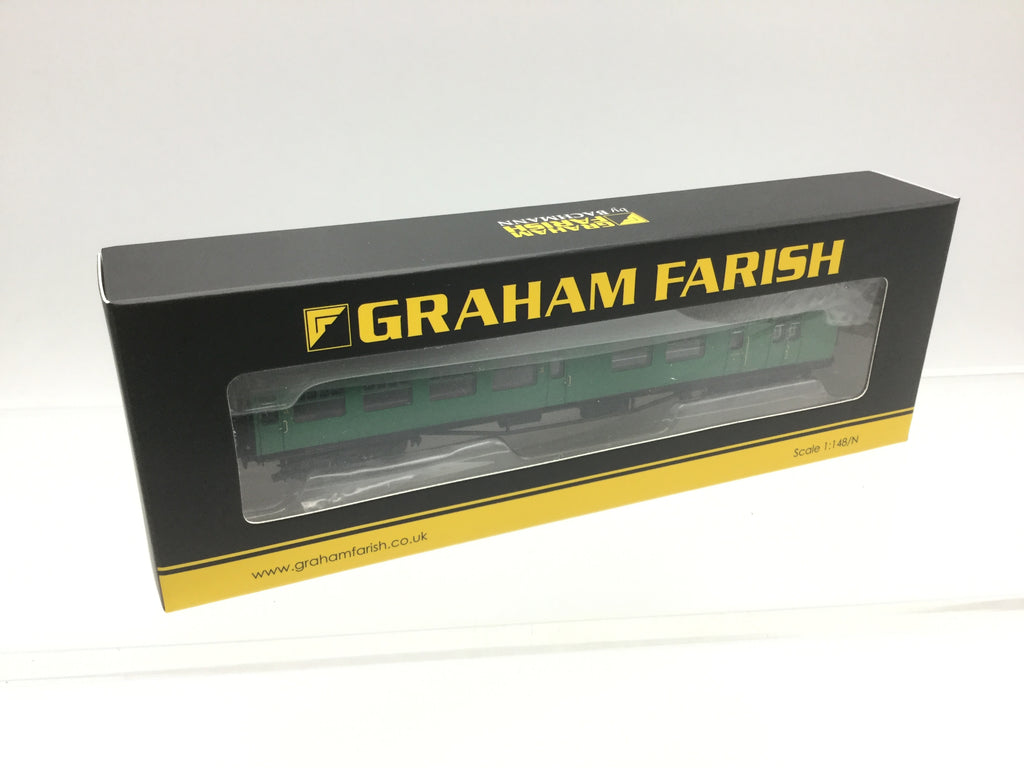 GRAHAM
FARISH
by BACHMANN
GRAHAM FARISH
Scale 1:148/N
www.grahamfarish.co.uk